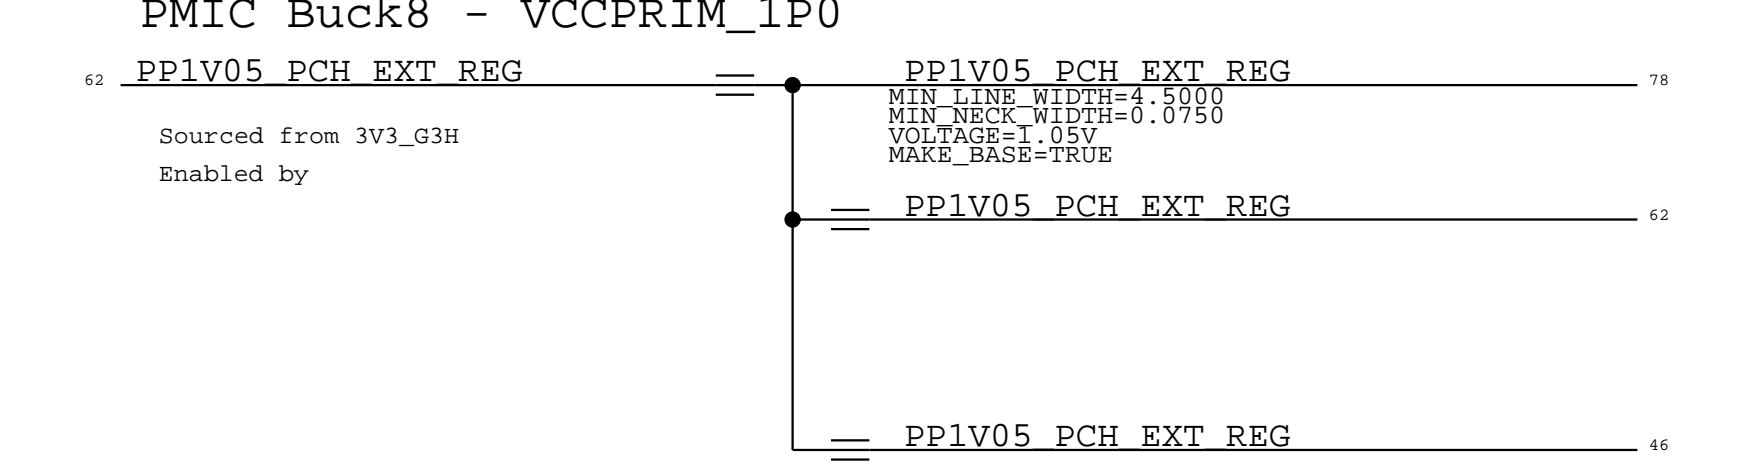 PMIC Buck8 - VCCPRIM_1P0
62 PP1V05_PCH_EXT_REG
PP1V05_PCH_EXT_REG 78
MIN_LINE_WIDTH=4.5000
MIN_NECK_WIDTH=0.0750
VOLTAGE=1.05V
MAKE_BASE=TRUE
Sourced from 3V3_G3H
Enabled by
PP1V05_PCH_EXT_REG 62
PP1V05_PCH_EXT_REG 46